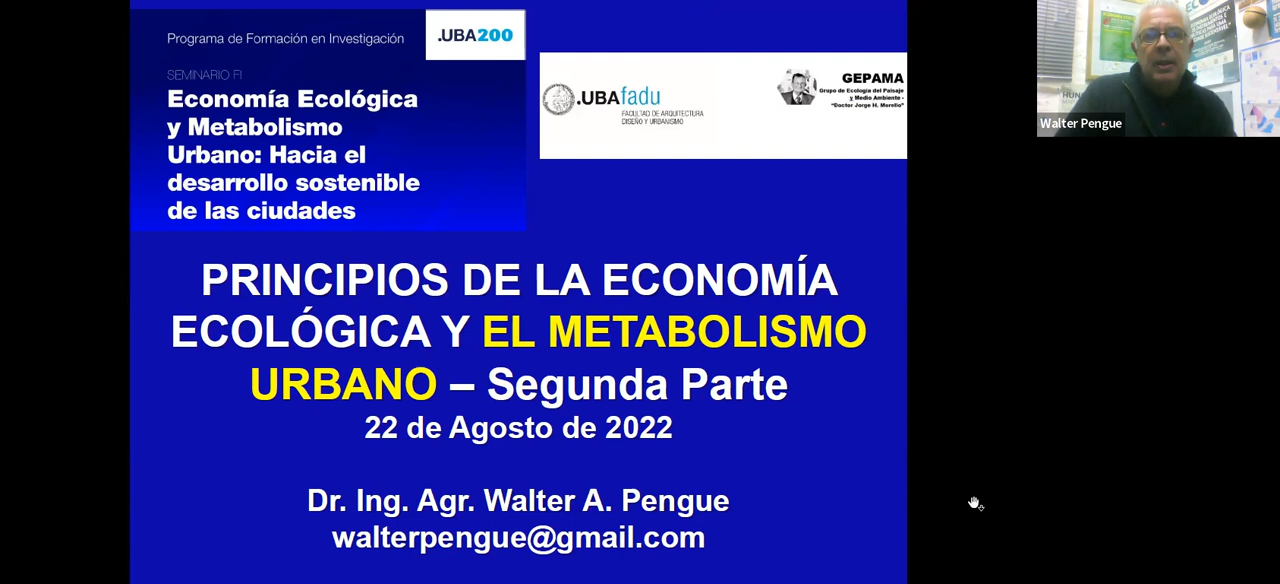 Programa de Formación en Investigación
.UBA200
SEMINARIO FI
Economía Ecológica
y Metabolismo
Urbano: Hacia el
desarrollo sostenible
de las ciudades
.UBAfadu
FACULTAD DE ARQUITECTURA
DISEÑO Y URBANISMO
GEPAMA
Grupo de Ecología del Paisaje
y Medio Ambiente -
"Doctor Jorge H. Morello"
PRINCIPIOS DE LA ECONOMÍA
ECOLÓGICA Y EL METABOLISMO
URBANO – Segunda Parte
22 de Agosto de 2022
Dr. Ing. Agr. Walter A. Pengue
walterpengue@gmail.com
Walter Pengue